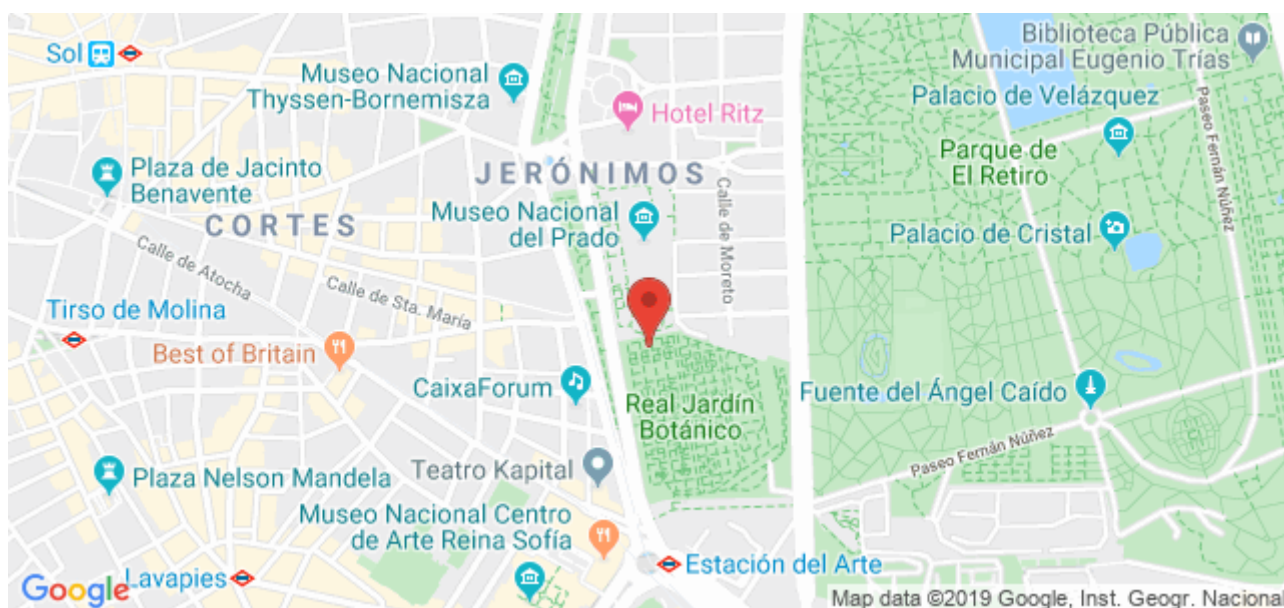 Sol
Museo Nacional
Thyssen-Bornemisza
Hotel Ritz
Biblioteca Pública
Municipal Eugenio Trías
Palacio de Velázquez
Paseo Fernán Núñez
Plaza de Jacinto
Benavente
JERÓNIMOS
Parque de
El Retiro
CORTES
Museo Nacional
del Prado
Calle de Moreto
Palacio de Cristal
Calle de Atocha
Calle de Sta. María
Tirso de Molina
Best of Britain
CaixaForum
Real Jardín
Botánico
Fuente del Ángel Caído
Paseo Fernán Núñez
Plaza Nelson Mandela
Teatro Kapital
Museo Nacional Centro
de Arte Reina Sofía
Estación del Arte
Google
Lavapies
Map data ©2019 Google, Inst. Geogr. Naciona